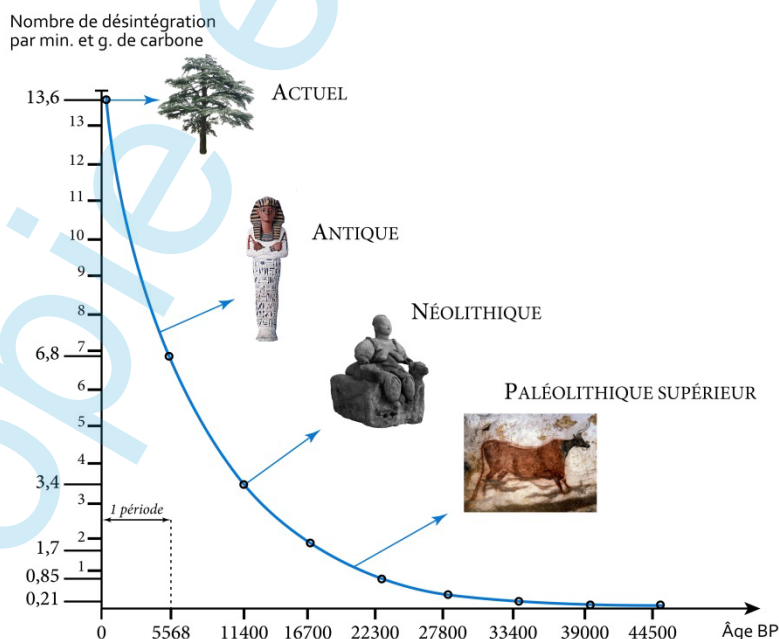 Nombre de désintégration
par min. et g. de carbone
13,6
ACTUEL
13
12
11
ANTIQUE
10
9
8
NÉOLITHIQUE
7
6,8
6
PALÉOLITHIQUE SUPÉRIEUR
5
4
3,4
3
1 période
2
1,7
1
0,85
0,21
0
0 5568 11400 16700 22300 27800 33400 39000 44500 Âge BP
opie